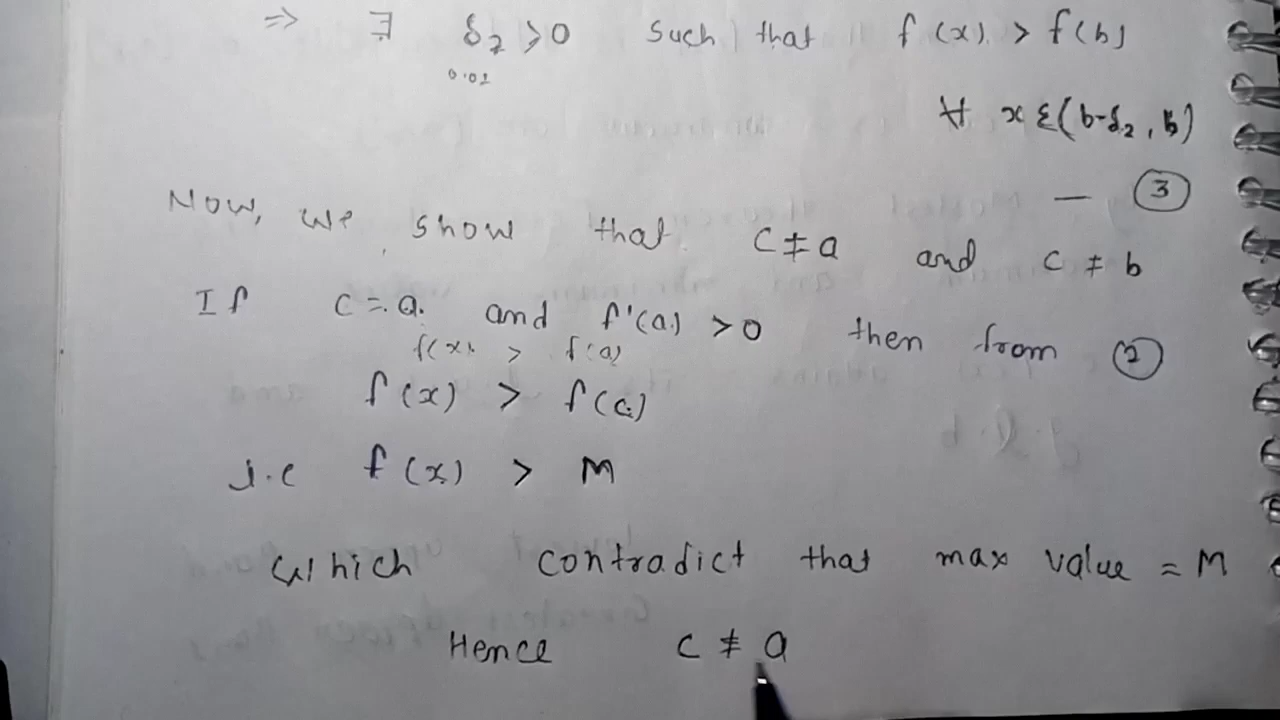 ⇒ ∃ δ₂ > 0 such that f(x) > f(b)
0.01
∀ x ε (b-δ₂, b)
— ③
Now, we show that c ≠ a and c ≠ b
If c = a and f'(a) > 0 then from ②
f(x) > f(a)
f(x) > f(c)
i.e f(x) > M
which contradict that max value = M
Hence c ≠ a